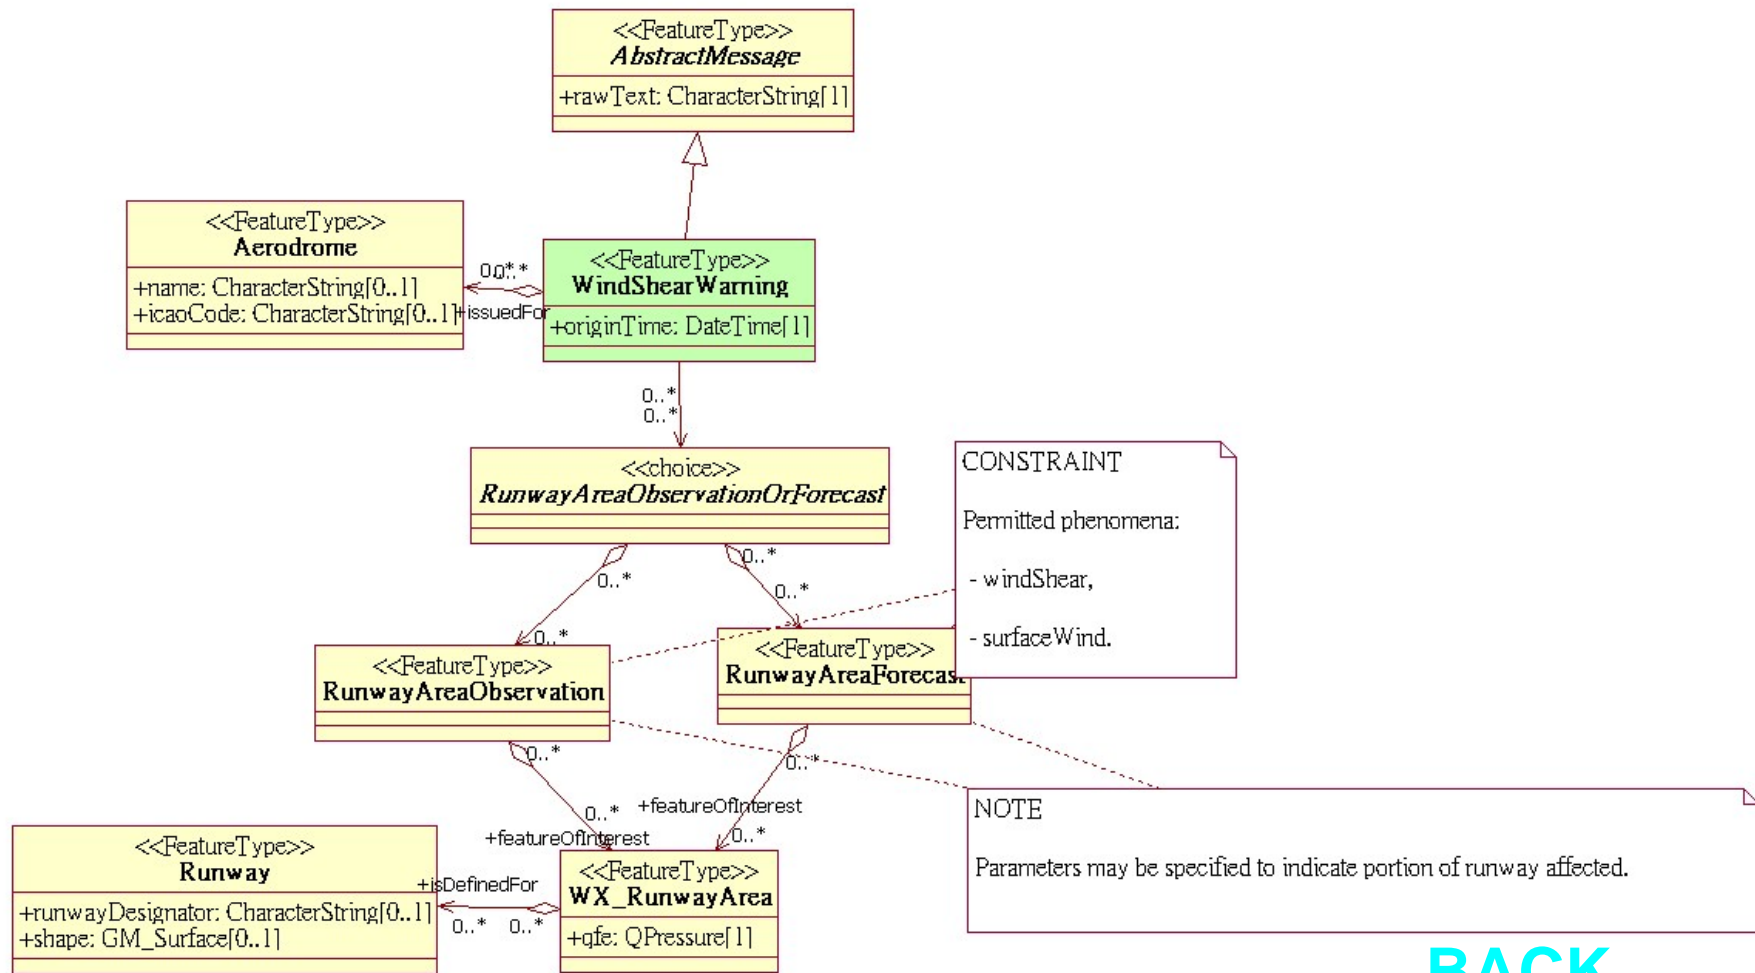 <<FeatureType>>
AbstractMessage
+rawText: CharacterString[1]
<<FeatureType>>
Aerodrome
+name: CharacterString[0..1]
+icaoCode: CharacterString[0..1]
0..*
0..*
+issuedFor
<<FeatureType>>
WindShearWarning
+originTime: DateTime[1]
0..*
0..*
<<choice>>
RunwayAreaObservationOrForecast
0..*
0..*
0..*
0..*
CONSTRAINT
Permitted phenomena:
- windShear,
- surfaceWind.
<<FeatureType>>
RunwayAreaObservation
<<FeatureType>>
RunwayAreaForecast
0..*
0..*
0..*
+featureOfInterest
0..*
+featureOfInterest
NOTE
Parameters may be specified to indicate portion of runway affected.
<<FeatureType>>
Runway
+runwayDesignator: CharacterString[0..1]
+shape: GM_Surface[0..1]
+isDefinedFor
0..*
0..*
<<FeatureType>>
WX_RunwayArea
+qfe: QPressure[1]
BACK